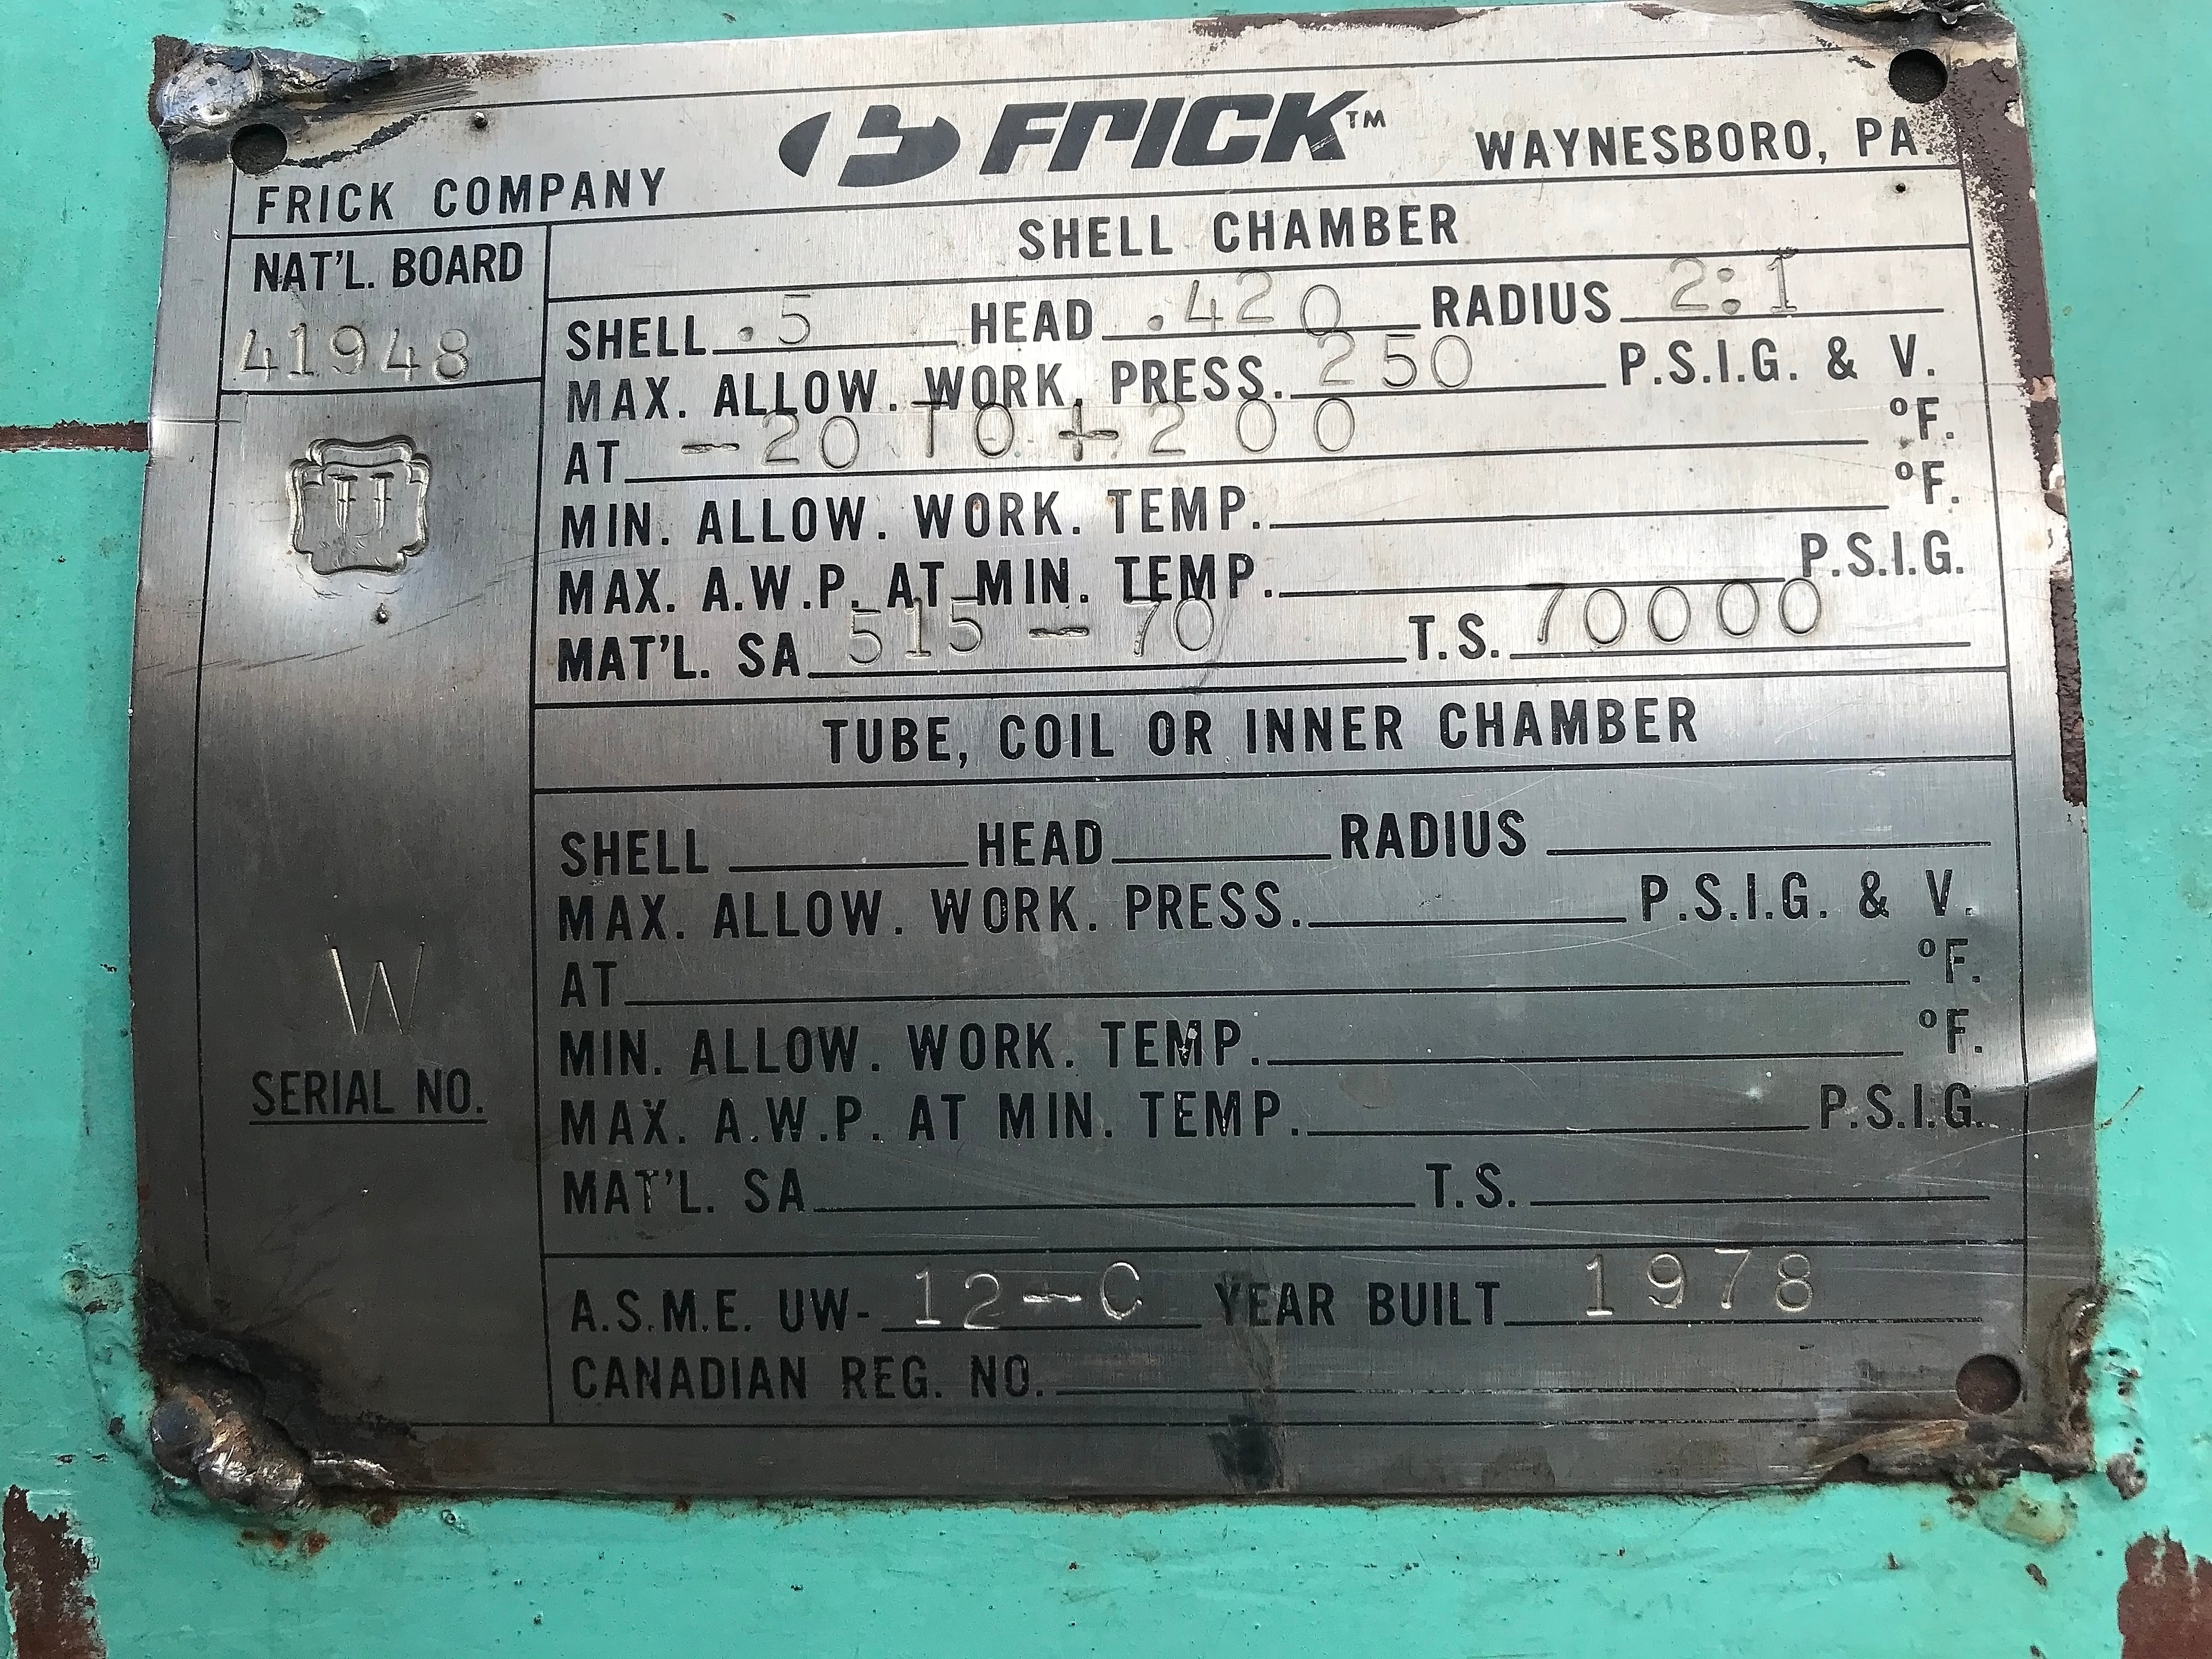 FRICK™
FRICK COMPANY WAYNESBORO, PA.
NAT'L. BOARD
41948
U
W
SERIAL NO.
SHELL CHAMBER
SHELL .5 HEAD .420 RADIUS 2:1
MAX. ALLOW. WORK. PRESS. 250 P.S.I.G. & V.
AT -20 TO +200 °F.
MIN. ALLOW. WORK. TEMP. °F.
MAX. A.W.P. AT MIN. TEMP. P.S.I.G.
MAT'L. SA 515-70 T.S. 70000
TUBE, COIL OR INNER CHAMBER
SHELL HEAD RADIUS
MAX. ALLOW. WORK. PRESS. P.S.I.G. & V.
AT °F.
MIN. ALLOW. WORK. TEMP. °F.
MAX. A.W.P. AT MIN. TEMP. P.S.I.G.
MAT'L. SA T.S.
A.S.M.E. UW- 12-C YEAR BUILT 1978
CANADIAN REG. NO.